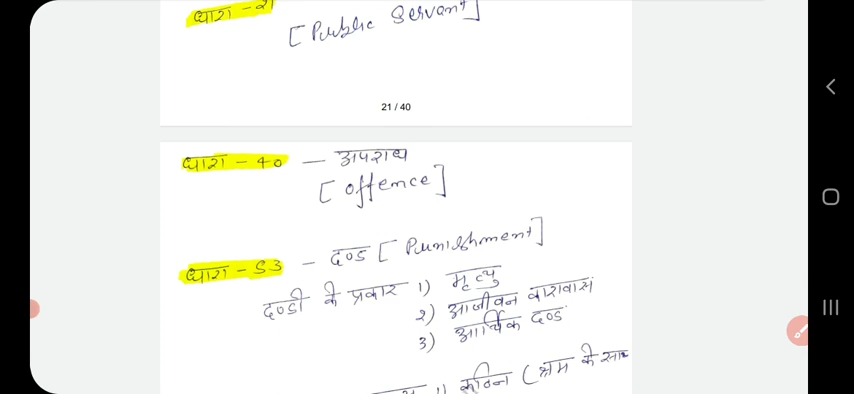 धारा - 21
[Public Servant]
21 / 40
धारा - 40 — अपराध
[offence]
धारा - 53 - दण्ड [Punishment]
दण्डों के प्रकार 1) मृत्यु
2) आजीवन कारावास
3) आर्थिक दण्ड
1) कठिन (श्रम के साथ